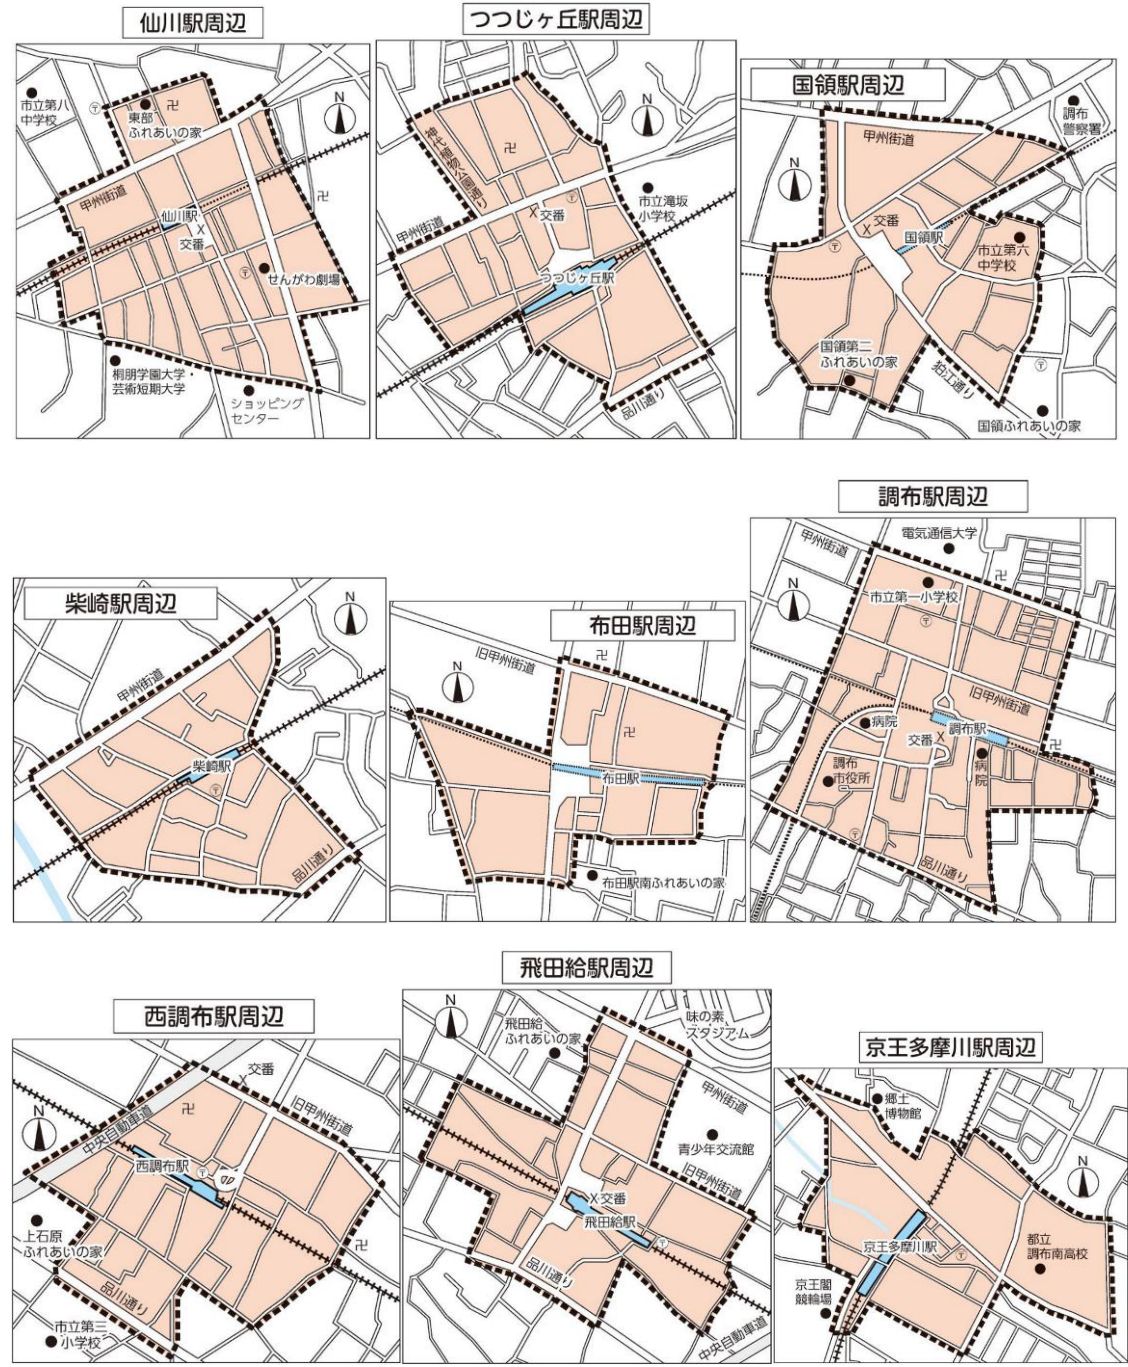 仙川駅周辺
市立第八
中学校
東部
ふれあいの家
N
甲州街道
仙川駅
X
交番
せんがわ劇場
桐朋学園大学・
芸術短期大学
ショッピング
センター
つつじヶ丘駅周辺
N
神代植物公園通り
X交番
市立滝坂
小学校
甲州街道
つつじヶ丘駅
品川通り
国領駅周辺
調布
警察署
甲州街道
N
交番
X
国領駅
市立第六
中学校
国領第二
ふれあいの家
狛江通り
国領ふれあいの家
柴崎駅周辺
N
甲州街道
柴崎駅
品川通り
布田駅周辺
旧甲州街道
N
布田駅
布田駅南ふれあいの家
調布駅周辺
電気通信大学
甲州街道
N
市立第一小学校
旧甲州街道
病院
交番X
調布駅
調布
市役所
病院
品川通り
西調布駅周辺
X交番
N
中央自動車道
旧甲州街道
西調布駅
上石原
ふれあいの家
品川通り
市立第三
小学校
飛田給駅周辺
N
飛田給
ふれあいの家
味の素
スタジアム
甲州街道
青少年交流館
旧甲州街道
X交番
飛田給駅
品川通り
中央自動車道
京王多摩川駅周辺
郷土
博物館
N
京王多摩川駅
都立
調布南高校
京王閣
競輪場